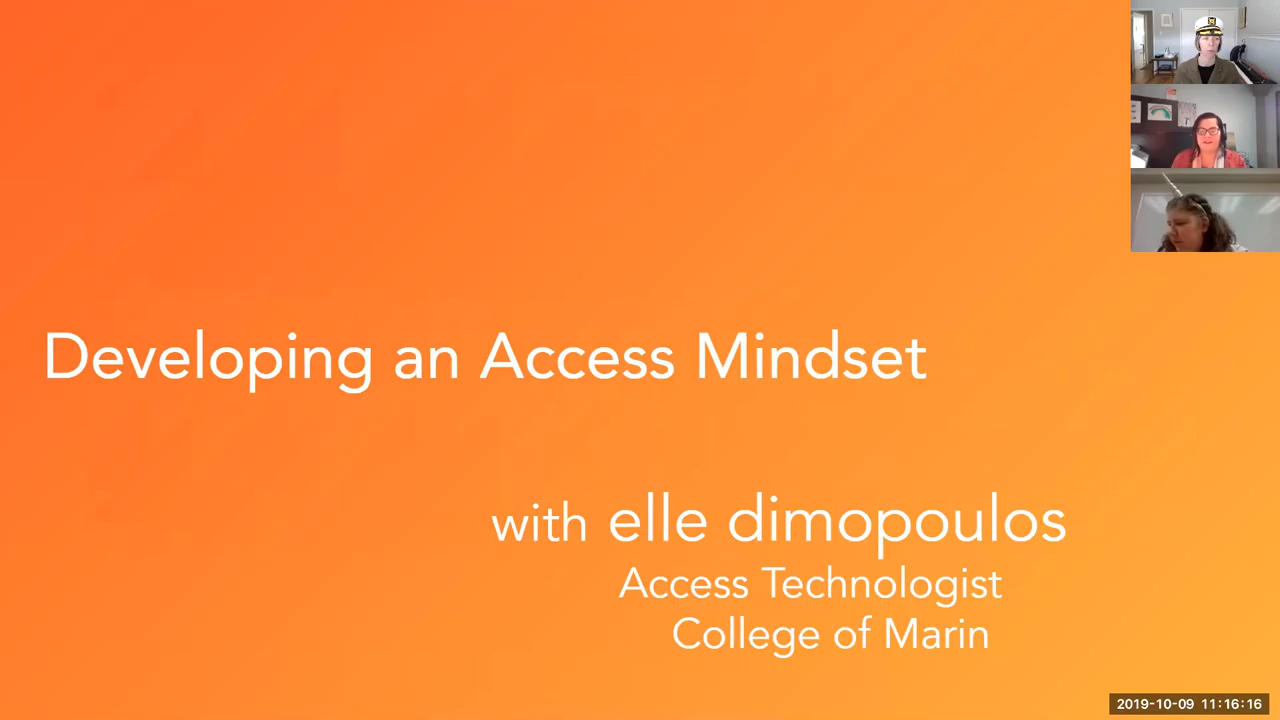 Developing an Access Mindset
with elle dimopoulos
Access Technologist
College of Marin
2019-10-09 11:16:16